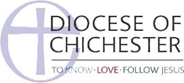 DIOCESE OF
CHICHESTER
TO KNOW · LOVE · FOLLOW JESUS